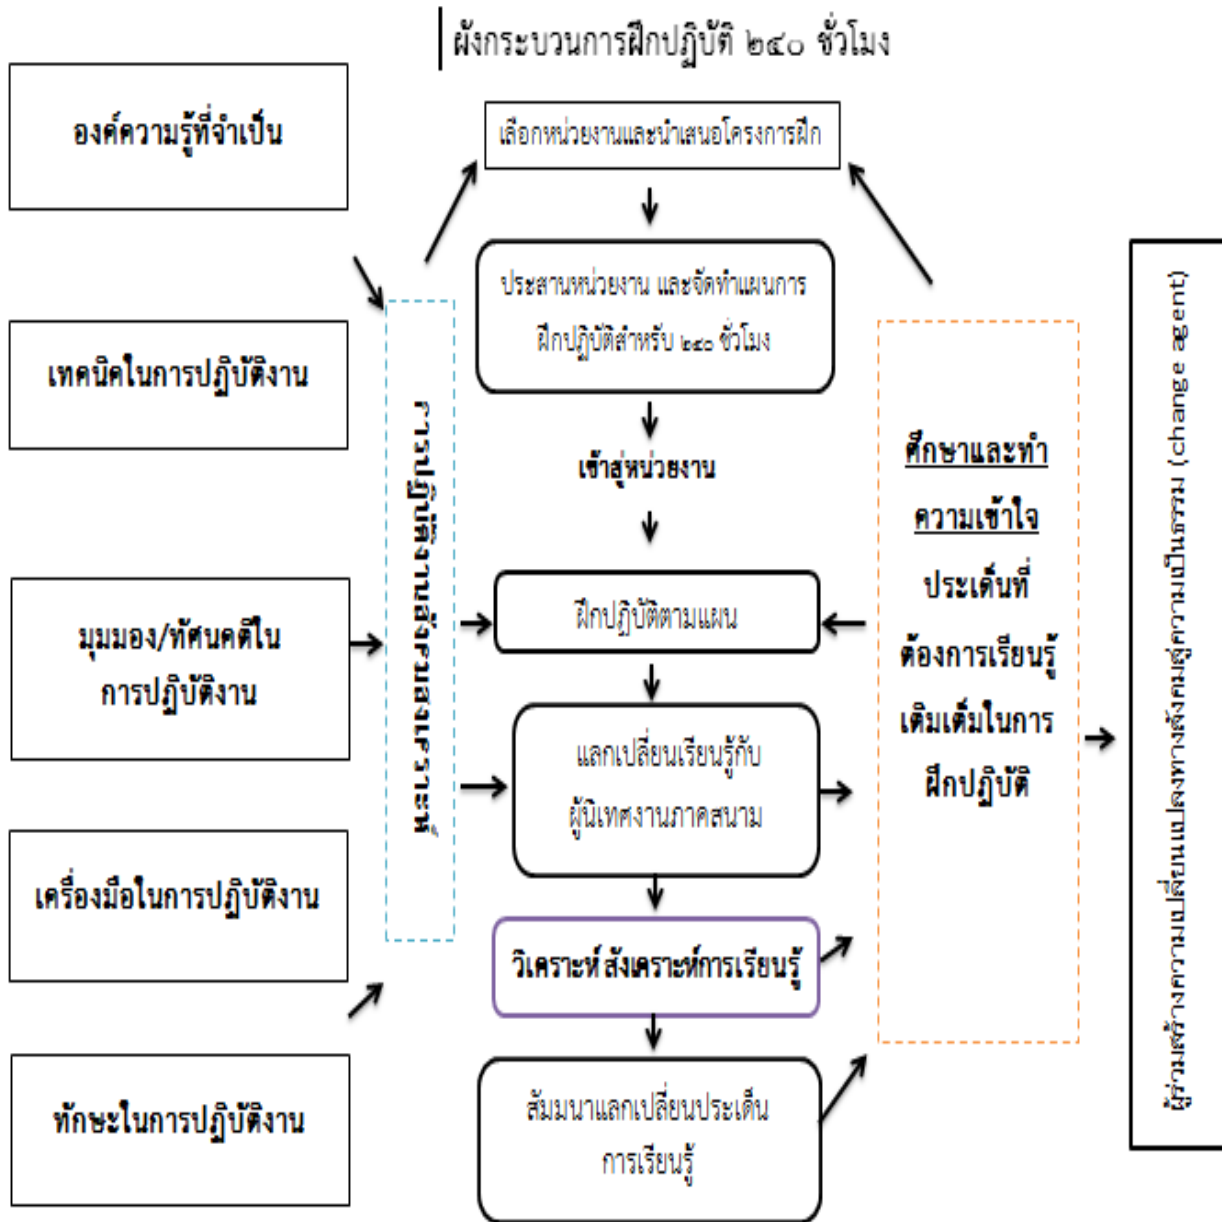 ผังกระบวนการฝึกปฏิบัติ ๒๔๐ ชั่วโมง
องค์ความรู้ที่จำเป็น
เทคนิคในการปฏิบัติงาน
มุมมอง/ทัศนคติใน
การปฏิบัติงาน
เครื่องมือในการปฏิบัติงาน
ทักษะในการปฏิบัติงาน
การปฏิบัติงานสังคมสงเคราะห์
เลือกหน่วยงานและนำเสนอโครงการฝึก
ประสานหน่วยงาน และจัดทำแผนการ
ฝึกปฏิบัติสำหรับ ๒๔๐ ชั่วโมง
เข้าสู่หน่วยงาน
ฝึกปฏิบัติตามแผน
แลกเปลี่ยนเรียนรู้กับ
ผู้นิเทศงานภาคสนาม
วิเคราะห์ สังเคราะห์การเรียนรู้
สัมมนาแลกเปลี่ยนประเด็น
การเรียนรู้
ศึกษาและทำ
ความเข้าใจ
ประเด็นที่
ต้องการเรียนรู้
เติมเต็มในการ
ฝึกปฏิบัติ
ผู้ร่วมสร้างความเปลี่ยนแปลงทางสังคมสู่ความเป็นธรรม (change agent)